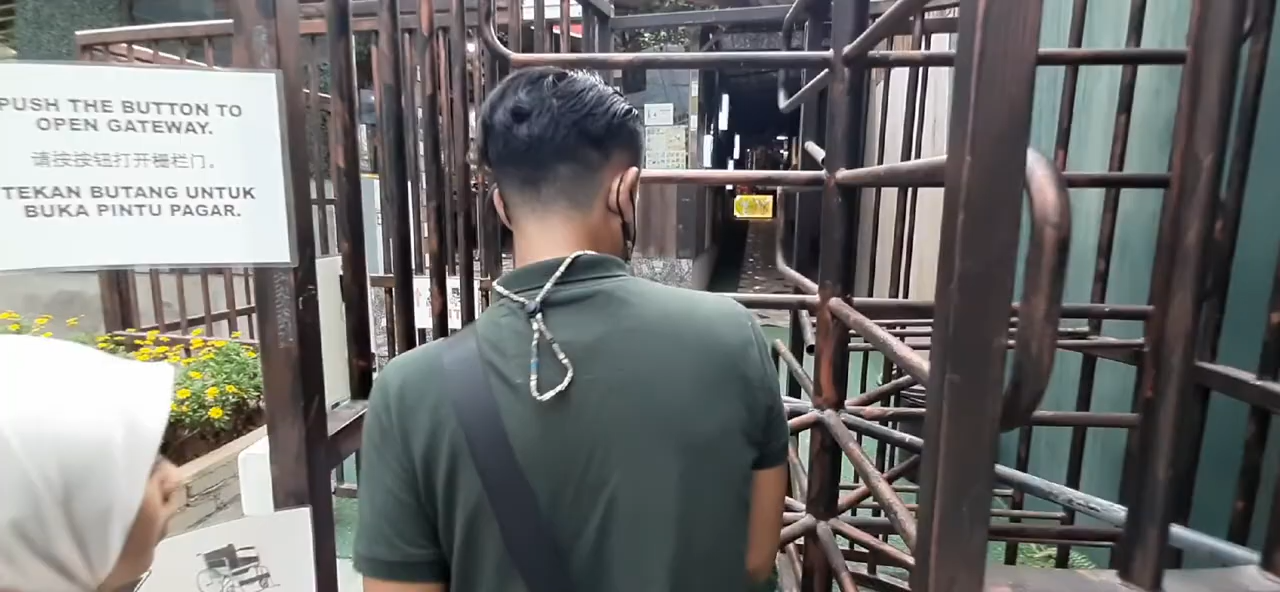 PUSH THE BUTTON TO
OPEN GATEWAY.
请按按钮打开栅栏门。
TEKAN BUTANG UNTUK
BUKA PINTU PAGAR.